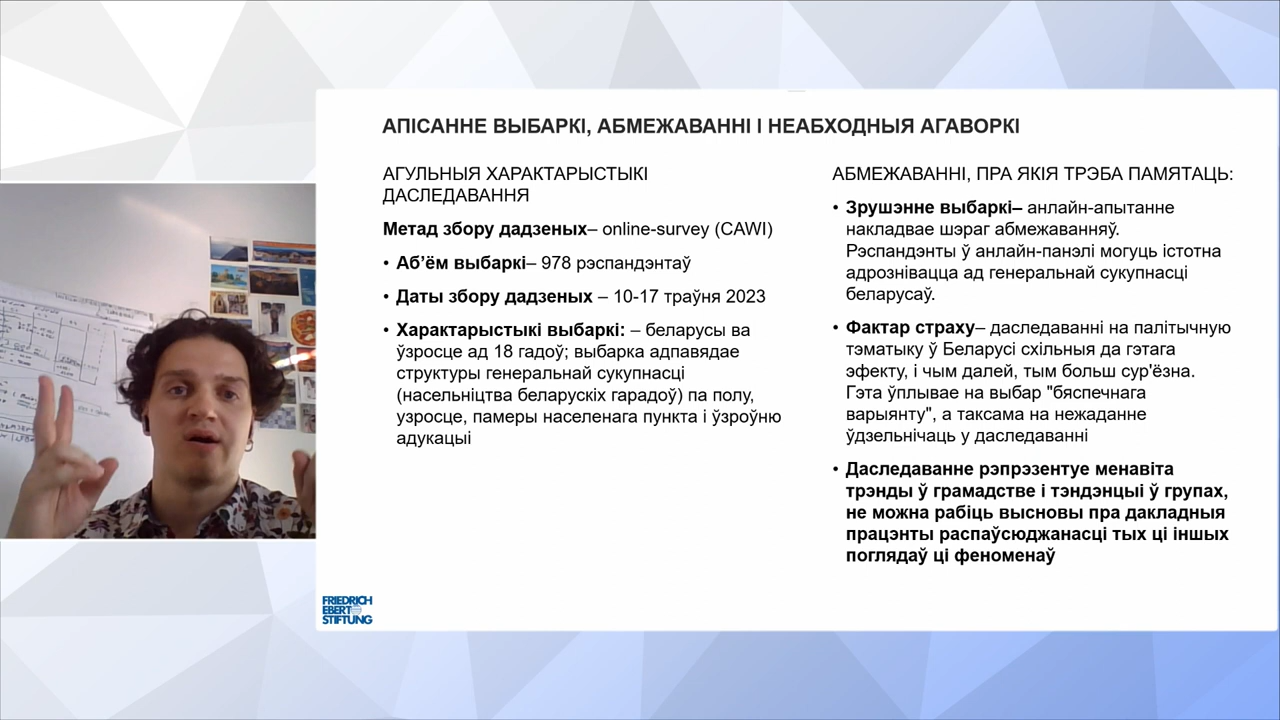 АПІСАННЕ ВЫБАРКІ, АБМЕЖАВАННІ І НЕАБХОДНЫЯ АГАВОРКІ
АГУЛЬНЫЯ ХАРАКТАРЫСТЫКІ
ДАСЛЕДАВАННЯ
Метад збору дадзеных– online-survey (CAWI)
• Аб’ём выбаркі– 978 рэспандэнтаў
• Даты збору дадзеных – 10-17 траўня 2023
• Характарыстыкі выбаркі: – беларусы ва
ўзросце ад 18 гадоў; выбарка адпавядае
структуры генеральнай сукупнасці
(насельніцтва беларускіх гарадоў) па полу,
узросце, памеры населенага пункта і ўзроўню
адукацыі
АБМЕЖАВАННІ, ПРА ЯКІЯ ТРЭБА ПАМЯТАЦЬ:
• Зрушэнне выбаркі– анлайн-апытанне
накладвае шэраг абмежаванняў.
Рэспандэнты ў анлайн-панэлі могуць істотна
адрознівацца ад генеральнай сукупнасці
беларусаў.
• Фактар страху– даследаванні на палітычную
тэматыку ў Беларусі схільныя да гэтага
эфекту, і чым далей, тым больш сур'ёзна.
Гэта ўплывае на выбар "бяспечнага
варыянту", а таксама на нежаданне
ўдзельнічаць у даследаванні
• Даследаванне рэпрэзентуе менавіта
трэнды ў грамадстве і тэндэнцыі ў групах,
не можна рабіць высновы пра дакладныя
працэнты распаўсюджанасці тых ці іншых
поглядаў ці феноменаў
FRIEDRICH
EBERT
STIFTUNG